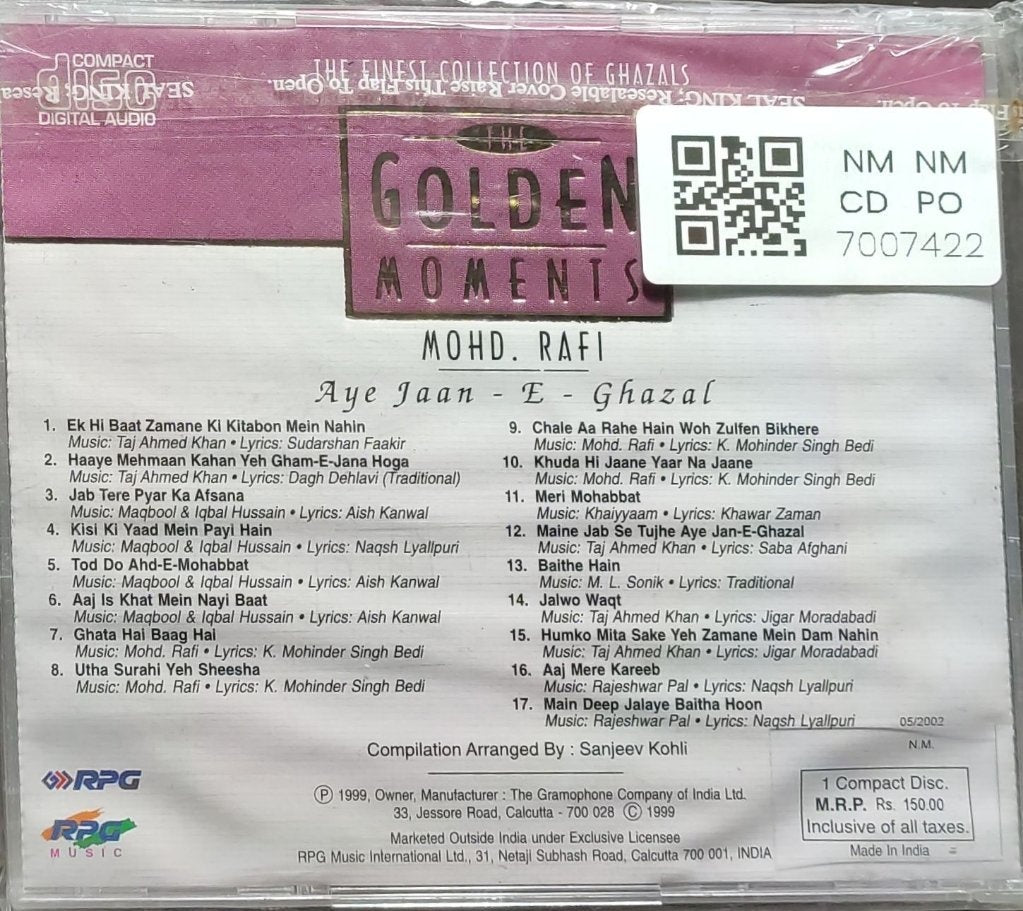 COMPACT
disc
DIGITAL AUDIO
THE FINEST COLLECTION OF GHAZALS
SEAL KING; Resealable Cover Raise This Flap To Open.
SEAL KING; Resea
Flap To Open.
THE
GOLDEN
MOMENTS
NM NM
CD PO
7007422
MOHD. RAFI
Aye Jaan - E - Ghazal
1. Ek Hi Baat Zamane Ki Kitabon Mein Nahin
Music: Taj Ahmed Khan • Lyrics: Sudarshan Faakir
2. Haaye Mehmaan Kahan Yeh Gham-E-Jana Hoga
Music: Taj Ahmed Khan • Lyrics: Dagh Dehlavi (Traditional)
3. Jab Tere Pyar Ka Afsana
Music: Maqbool & Iqbal Hussain • Lyrics: Aish Kanwal
4. Kisi Ki Yaad Mein Payi Hain
Music: Maqbool & Iqbal Hussain • Lyrics: Naqsh Lyallpuri
5. Tod Do Ahd-E-Mohabbat
Music: Maqbool & Iqbal Hussain • Lyrics: Aish Kanwal
6. Aaj Is Khat Mein Nayi Baat
Music: Maqbool & Iqbal Hussain • Lyrics: Aish Kanwal
7. Ghata Hai Baag Hai
Music: Mohd. Rafi • Lyrics: K. Mohinder Singh Bedi
8. Utha Surahi Yeh Sheesha
Music: Mohd. Rafi • Lyrics: K. Mohinder Singh Bedi
9. Chale Aa Rahe Hain Woh Zulfen Bikhere
Music: Mohd. Rafi • Lyrics: K. Mohinder Singh Bedi
10. Khuda Hi Jaane Yaar Na Jaane
Music: Mohd. Rafi • Lyrics: K. Mohinder Singh Bedi
11. Meri Mohabbat
Music: Khaiyyaam • Lyrics: Khawar Zaman
12. Maine Jab Se Tujhe Aye Jan-E-Ghazal
Music: Taj Ahmed Khan • Lyrics: Saba Afghani
13. Baithe Hain
Music: M. L. Sonik • Lyrics: Traditional
14. Jalwo Waqt
Music: Taj Ahmed Khan • Lyrics: Jigar Moradabadi
15. Humko Mita Sake Yeh Zamane Mein Dam Nahin
Music: Taj Ahmed Khan • Lyrics: Jigar Moradabadi
16. Aaj Mere Kareeb
Music: Rajeshwar Pal • Lyrics: Naqsh Lyallpuri
17. Main Deep Jalaye Baitha Hoon
Music: Rajeshwar Pal • Lyrics: Naqsh Lyallpuri
05/2002
N.M.
Compilation Arranged By : Sanjeev Kohli
RPG
RPG
MUSIC
Ⓟ 1999, Owner, Manufacturer : The Gramophone Company of India Ltd.
33, Jessore Road, Calcutta - 700 028 © 1999
Marketed Outside India under Exclusive Licensee
RPG Music International Ltd., 31, Netaji Subhash Road, Calcutta 700 001, INDIA
1 Compact Disc.
M.R.P. Rs. 150.00
Inclusive of all taxes.
Made In India